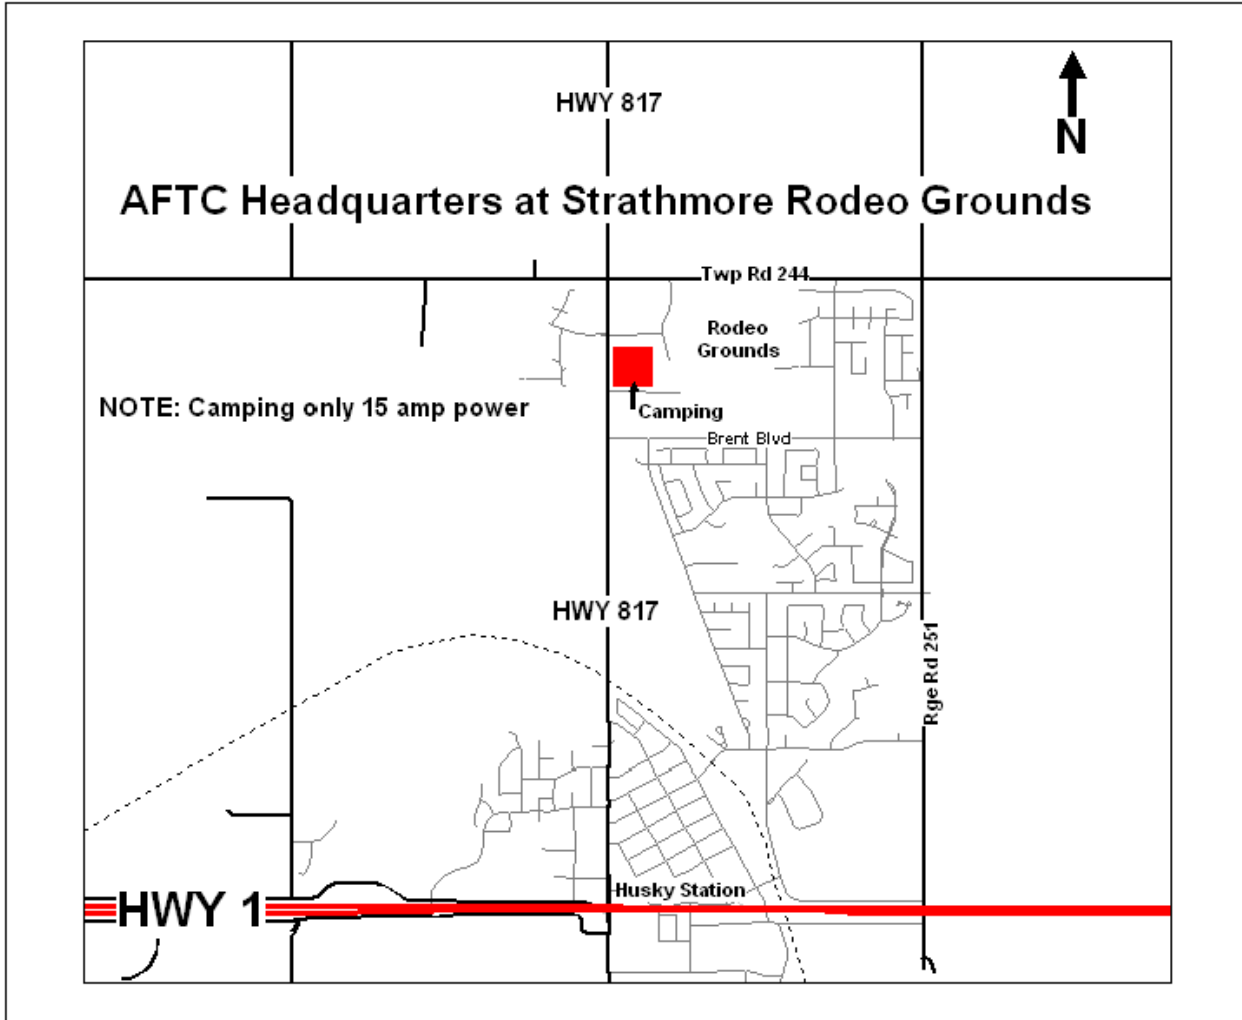 HWY 817
N
AFTC Headquarters at Strathmore Rodeo Grounds
Twp Rd 244
Rodeo
Grounds
NOTE: Camping only 15 amp power
Camping
Brent Blvd
HWY 817
Rge Rd 251
Husky Station
HWY 1